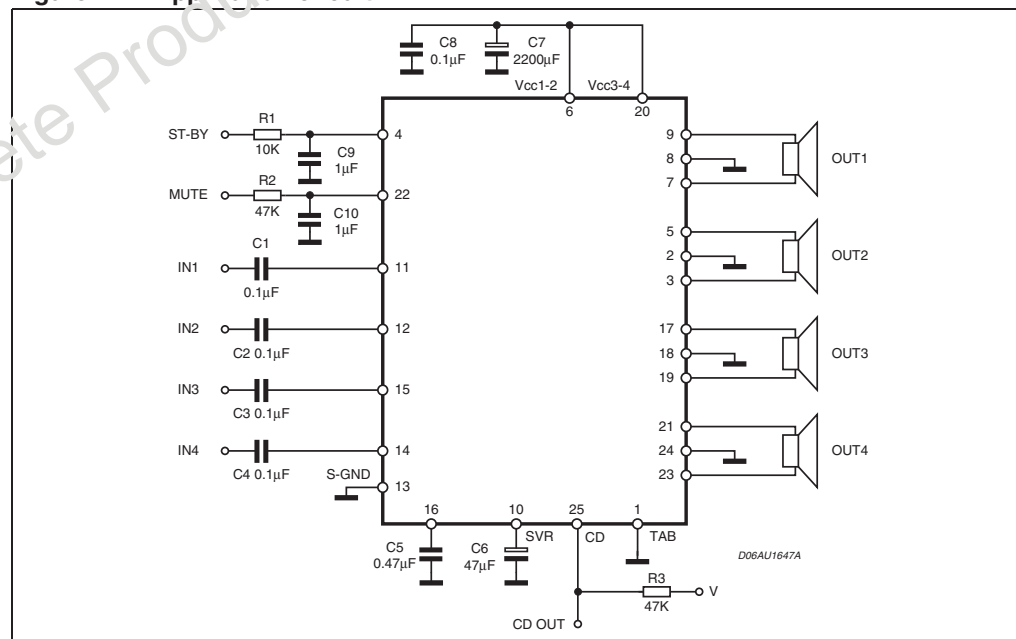 C8
0.1µF
C7
2200µF
Vcc1-2
Vcc3-4
6
20
ST-BY
R1
10K
4
C9
1µF
MUTE
R2
47K
22
C10
1µF
IN1
C1
0.1µF
11
IN2
C2 0.1µF
12
IN3
C3 0.1µF
15
IN4
C4 0.1µF
14
S-GND
13
9
8
7
OUT1
5
2
3
OUT2
17
18
19
OUT3
21
24
23
OUT4
16
10
25
1
SVR
CD
TAB
C5
0.47µF
C6
47µF
D06AU1647A
R3
47K
V
CD OUT